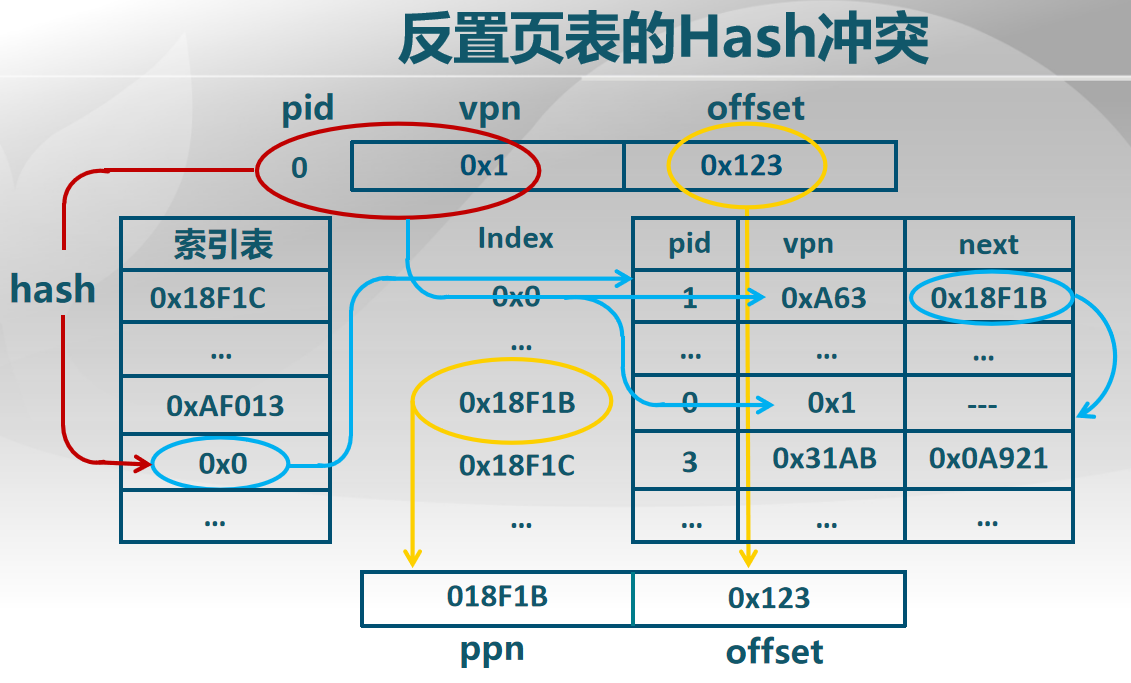 反置页表的Hash冲突
pid vpn offset
0 0x1 0x123
索引表 Index pid vpn next
hash
0x18F1C 0x0 1 0xA63 0x18F1B
... ... ... ... ...
0xAF013 0x18F1B 0 0x1 ---
0x0 0x18F1C 3 0x31AB 0x0A921
... ... ... ... ...
018F1B 0x123
ppn offset